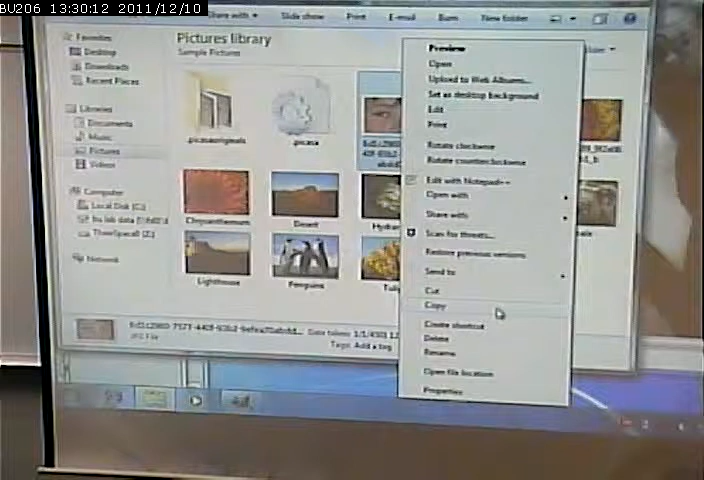 BU206 13:30:12 2011/12/10
Share with
Slide show
Print
E-mail
Burn
New folder
Pictures library
Sample Pictures
Favorites
Desktop
Downloads
Recent Places
Libraries
Documents
Music
Pictures
Videos
Computer
Local Disk (C:)
Network
.picasaoriginals
.picasa
Chrysanthemum
Desert
Lighthouse
Penguins
Date taken:
Tags: Add a tag
Preview
Open
Upload to Web Albums...
Set as desktop background
Edit
Print
Rotate clockwise
Rotate counterclockwise
Edit with Notepad++
Open with
Share with
Scan for threats...
Restore previous versions
Send to
Cut
Copy
Create shortcut
Delete
Rename
Open file location
Properties